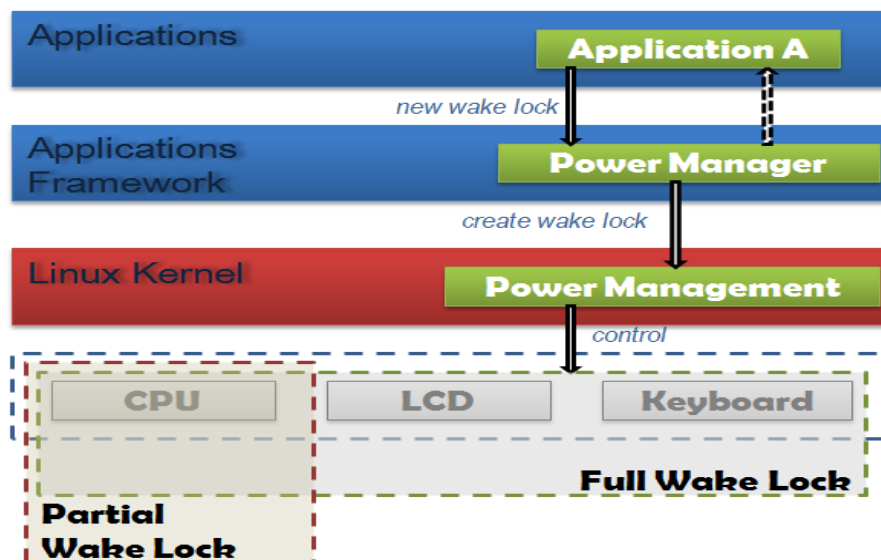 Applications
Application A
new wake lock
Applications
Framework
Power Manager
create wake lock
Linux Kernel
Power Management
control
CPU
LCD
Keyboard
Full Wake Lock
Partial
Wake Lock